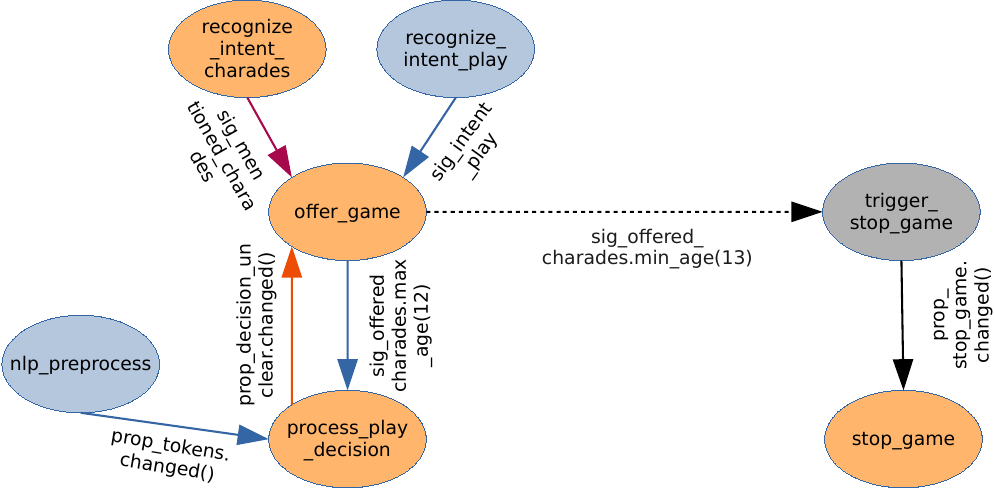 recognize
_intent_
charades
recognize_
intent_play
sig_men
tioned_chara
des
sig_intent
_play
offer_game
trigger_
stop_game
sig_offered_
charades.min_age(13)
prop_decision_un
clear.changed()
sig_offered
charades.max
_age(12)
prop_
stop_game.
changed()
nlp_preprocess
prop_tokens.
changed()
process_play
_decision
stop_game